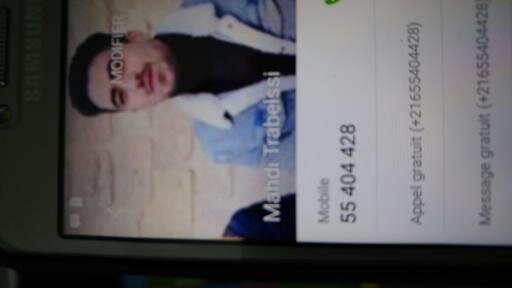 SAMSUNG
MODIFIER
Mahdi Trabelssi
Mobile
55 404 428
Appel gratuit (+21655404428)
Message gratuit (+21655404428)